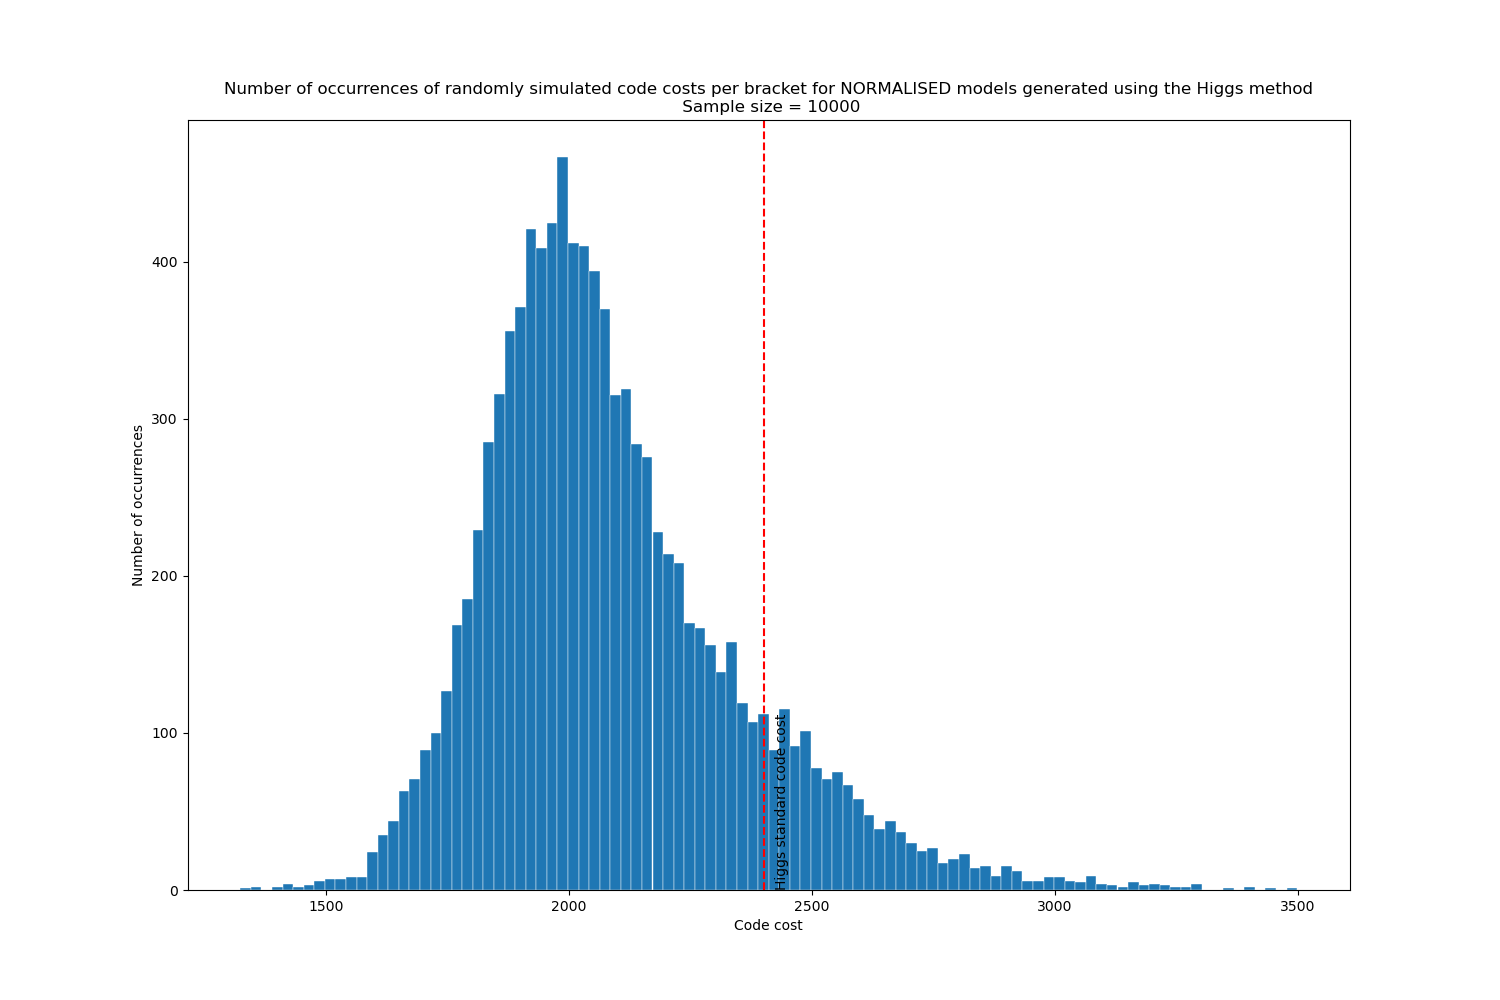 Number of occurrences of randomly simulated code costs per bracket for NORMALISED models generated using the Higgs method
Sample size = 10000
Number of occurrences
400
300
200
100
0
Higgs standard code cost
1500
2000
2500
3000
3500
Code cost